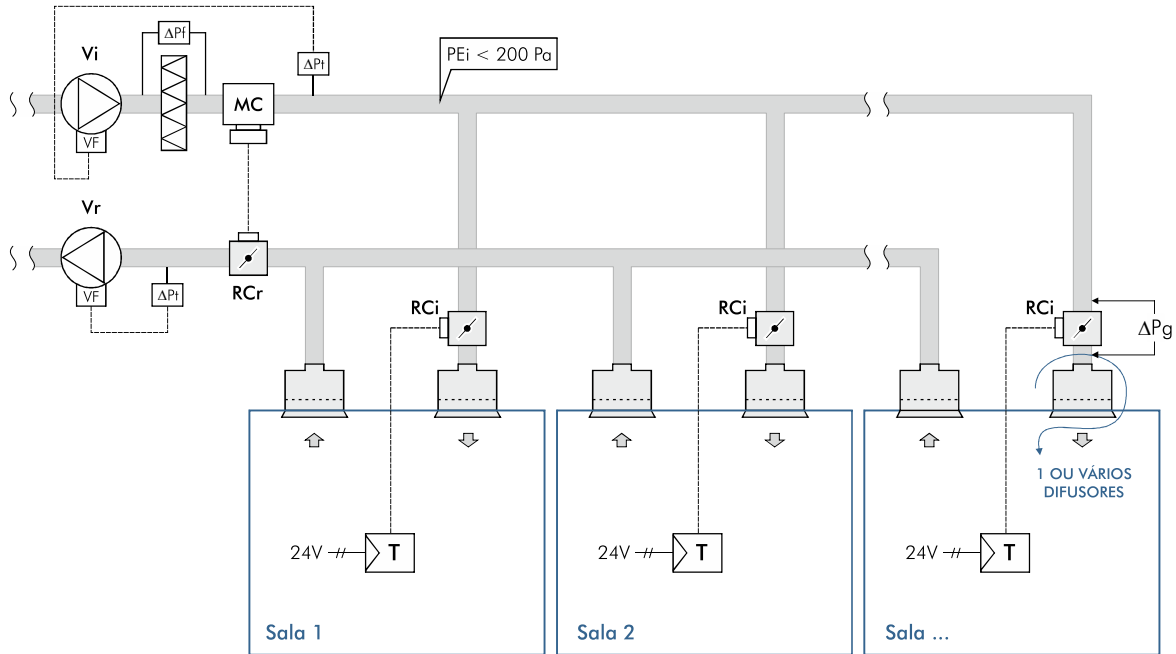 Vi
ΔPf
ΔPt
PEi < 200 Pa
MC
VF
Vr
VF
ΔPt
RCr
RCi
RCi
RCi
ΔPg
1 OU VÁRIOS
DIFUSORES
24V
T
24V
T
24V
T
Sala 1
Sala 2
Sala ...